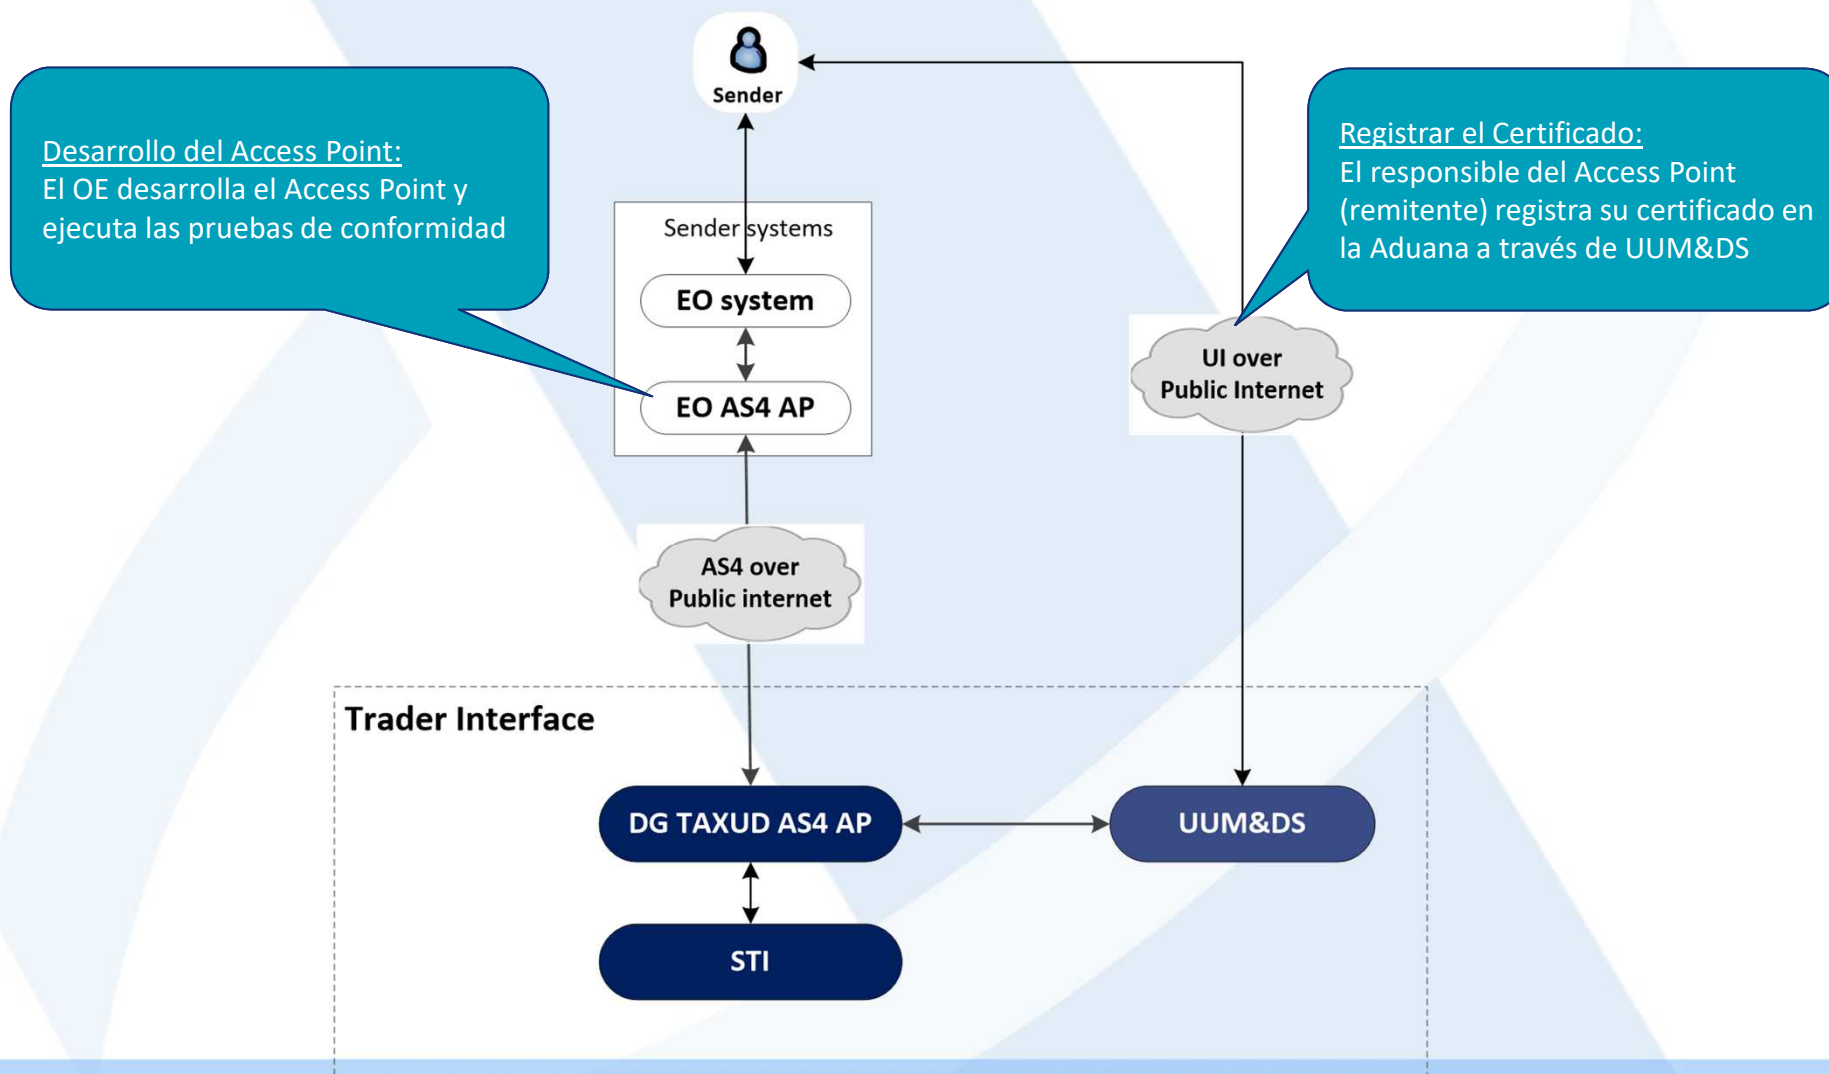 Sender
Desarrollo del Access Point:
El OE desarrolla el Access Point y
ejecuta las pruebas de conformidad
Registrar el Certificado:
El responsible del Access Point
(remitente) registra su certificado en
la Aduana a través de UUM&DS
Sender systems
EO system
EO AS4 AP
UI over
Public Internet
AS4 over
Public internet
Trader Interface
DG TAXUD AS4 AP
UUM&DS
STI